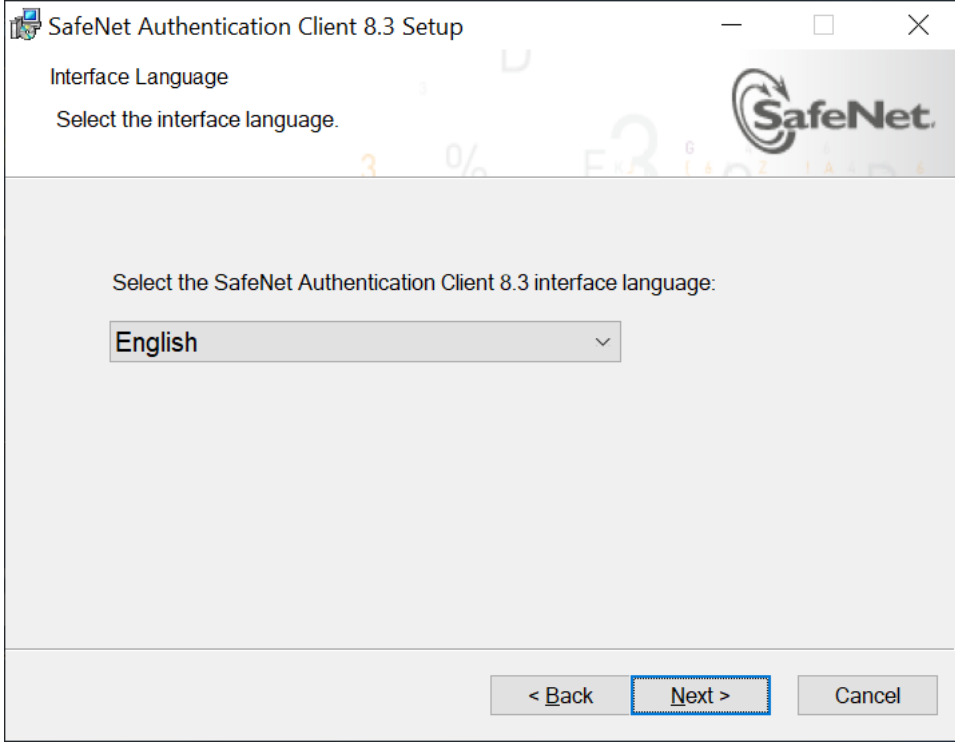 SafeNet Authentication Client 8.3 Setup
Interface Language
Select the interface language.
SafeNet.
Select the SafeNet Authentication Client 8.3 interface language:
English
< Back
Next >
Cancel